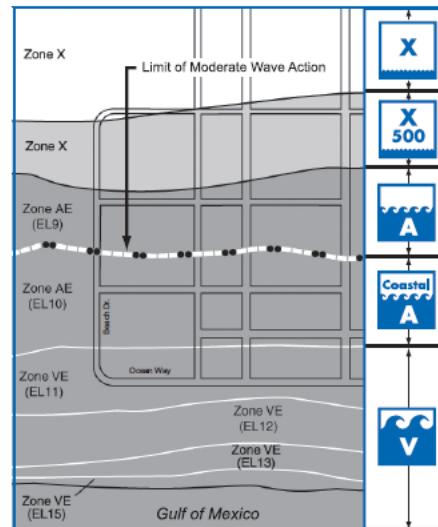 Zone X
Limit of Moderate Wave Action
X
Zone X
X
500
Zone AE
(EL9)
A
Zone AE
(EL10)
Coastal
A
Beach Dr.
Ocean Way
Zone VE
(EL11)
Zone VE
(EL12)
V
Zone VE
(EL13)
Zone VE
(EL15)
Gulf of Mexico